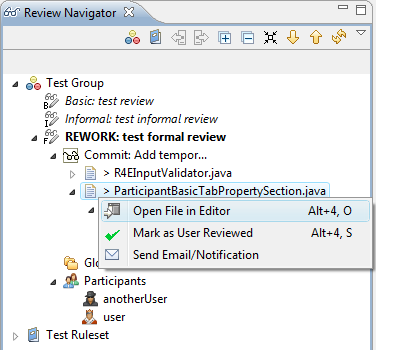 Review Navigator
Test Group
Basic: test review
Informal: test informal review
REWORK: test formal review
Commit: Add tempor...
> R4EInputValidator.java
> ParticipantBasicTabPropertySection.java
Open File in Editor Alt+4, O
Mark as User Reviewed Alt+4, S
Send Email/Notification
Glo
Participants
anotherUser
user
Test Ruleset